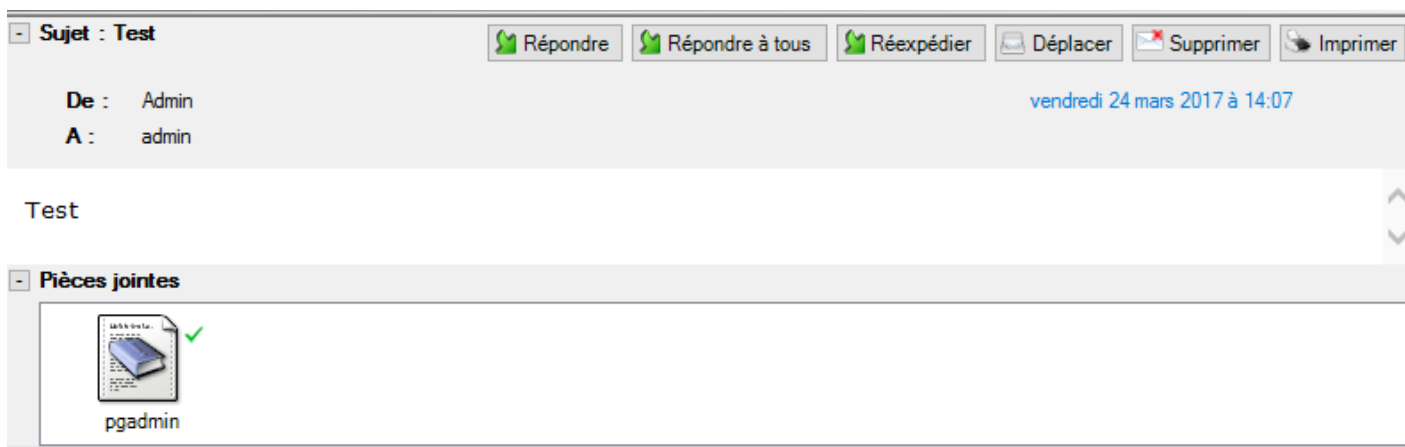 Sujet : Test
Répondre Répondre à tous Réexpédier Déplacer Supprimer Imprimer
De : Admin vendredi 24 mars 2017 à 14:07
A : admin
Test
Pièces jointes
pgadmin